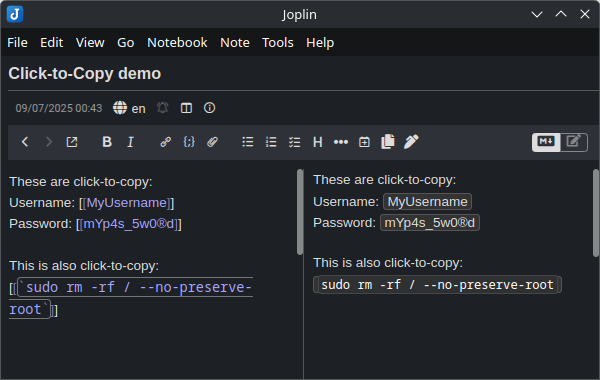 Joplin
File Edit View Go Notebook Note Tools Help
Click-to-Copy demo
09/07/2025 00:43 en
B I H
These are click-to-copy:
Username: [[MyUsername]]
Password: [[mYp4s_5w0®d]]
This is also click-to-copy:
[[`sudo rm -rf / --no-preserve-
root`]]
These are click-to-copy:
Username: MyUsername
Password: mYp4s_5w0®d
This is also click-to-copy:
sudo rm -rf / --no-preserve-root